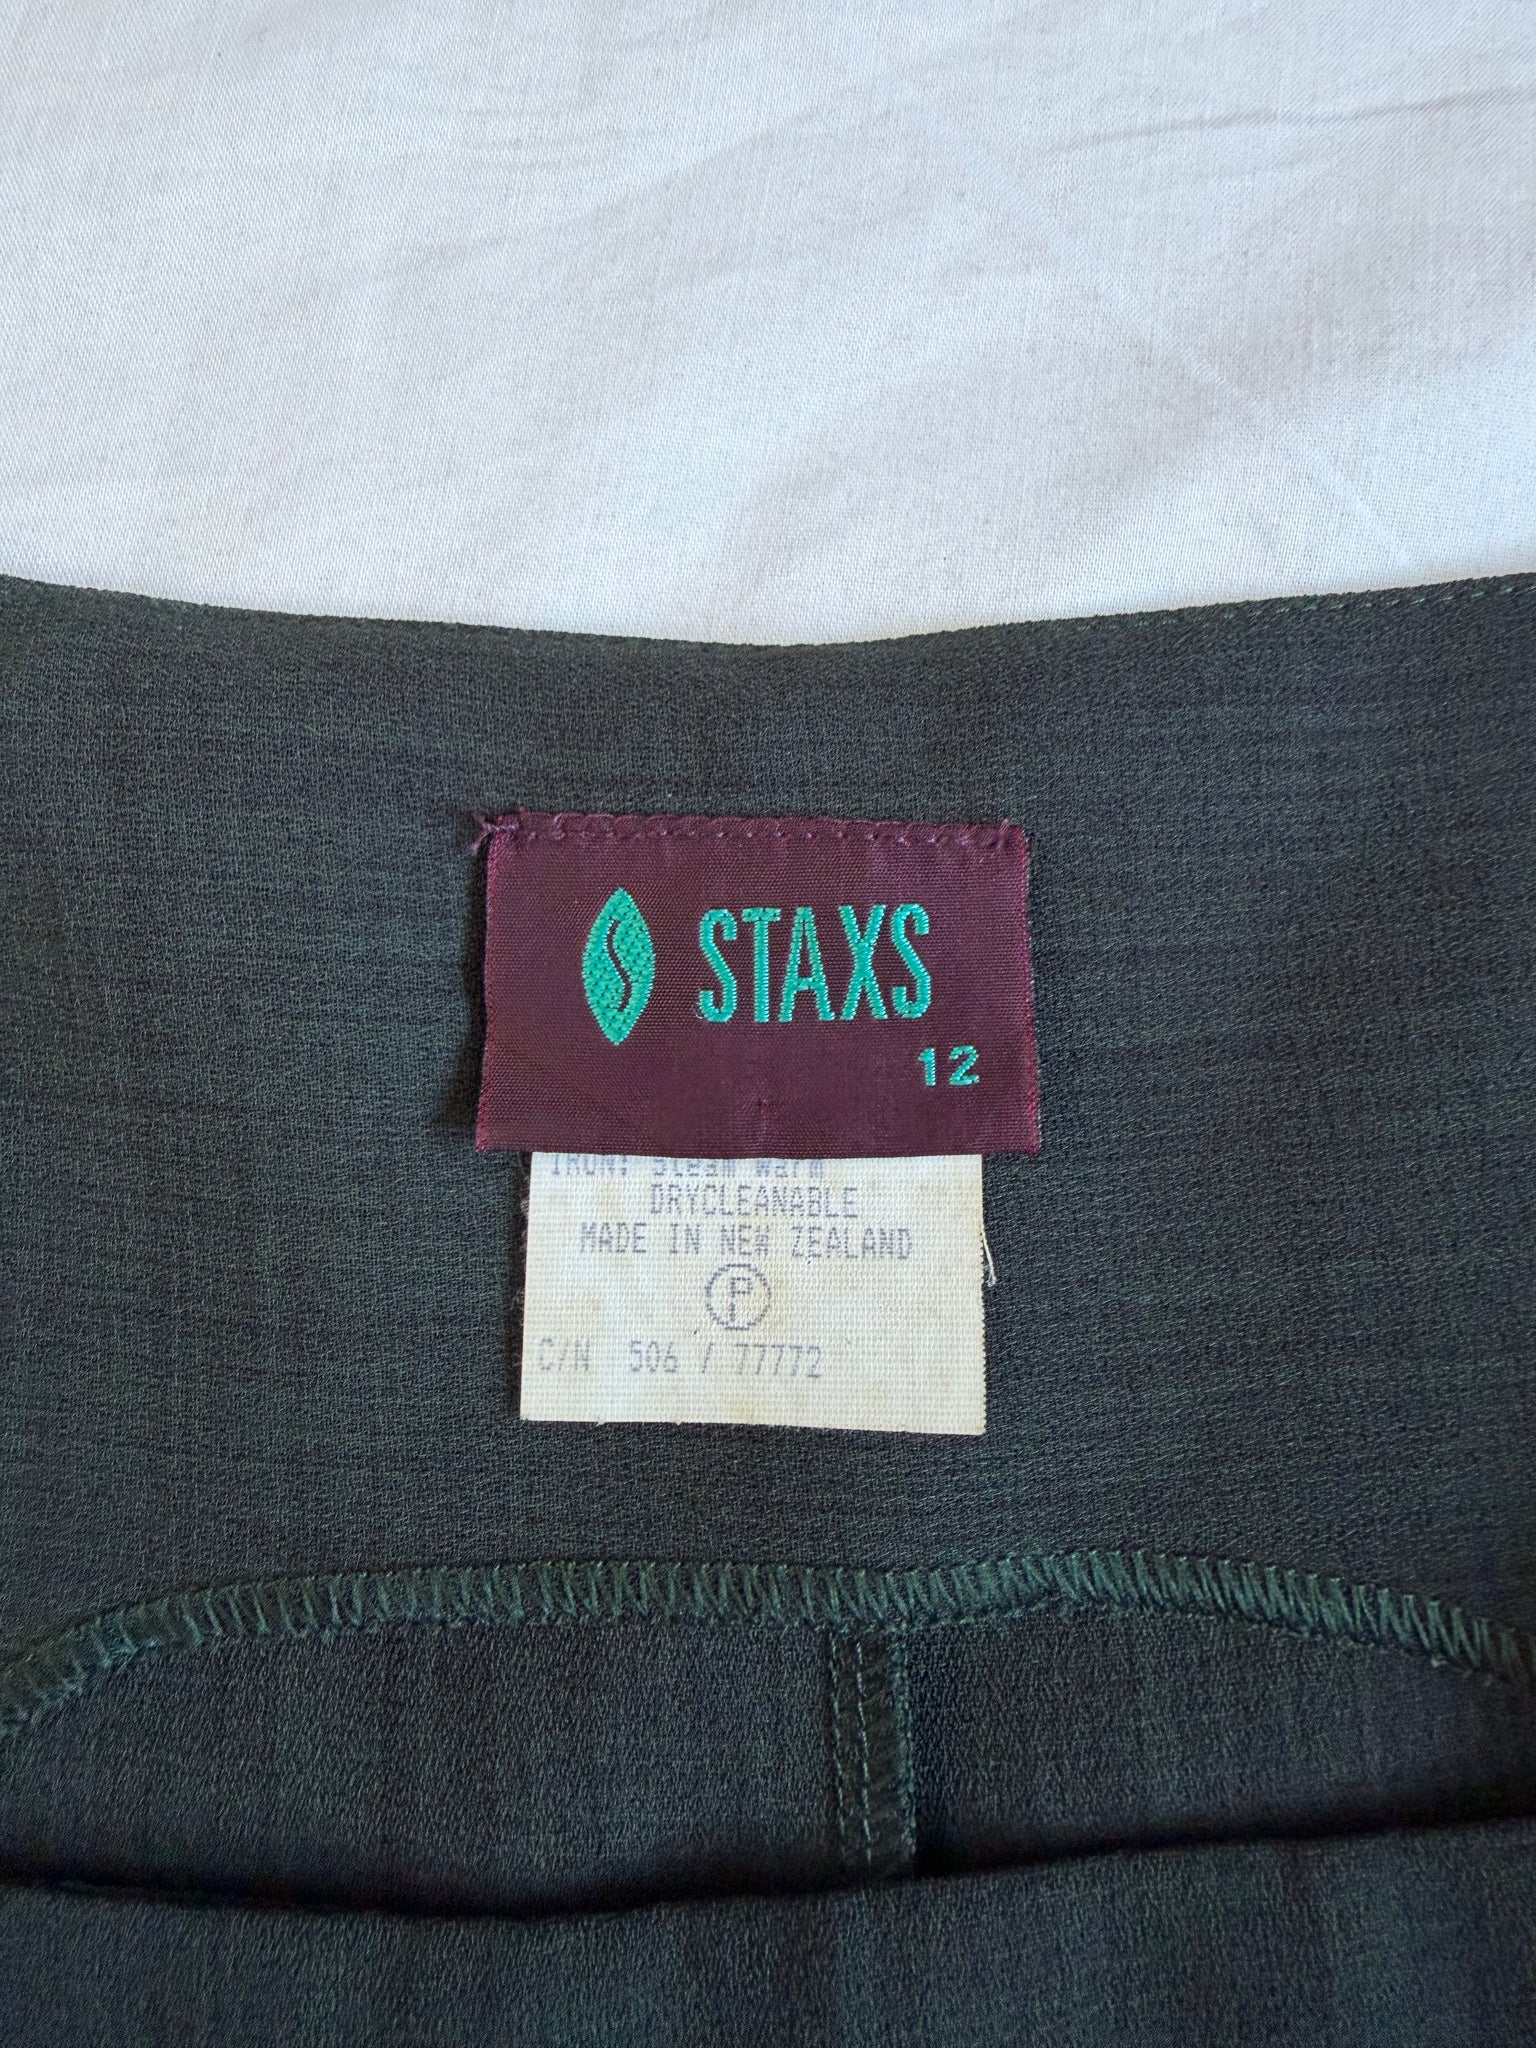 STAXS
12
IRON: Steam Warm
DRYCLEANABLE
MADE IN NEW ZEALAND
P
C/N 506 / 77772